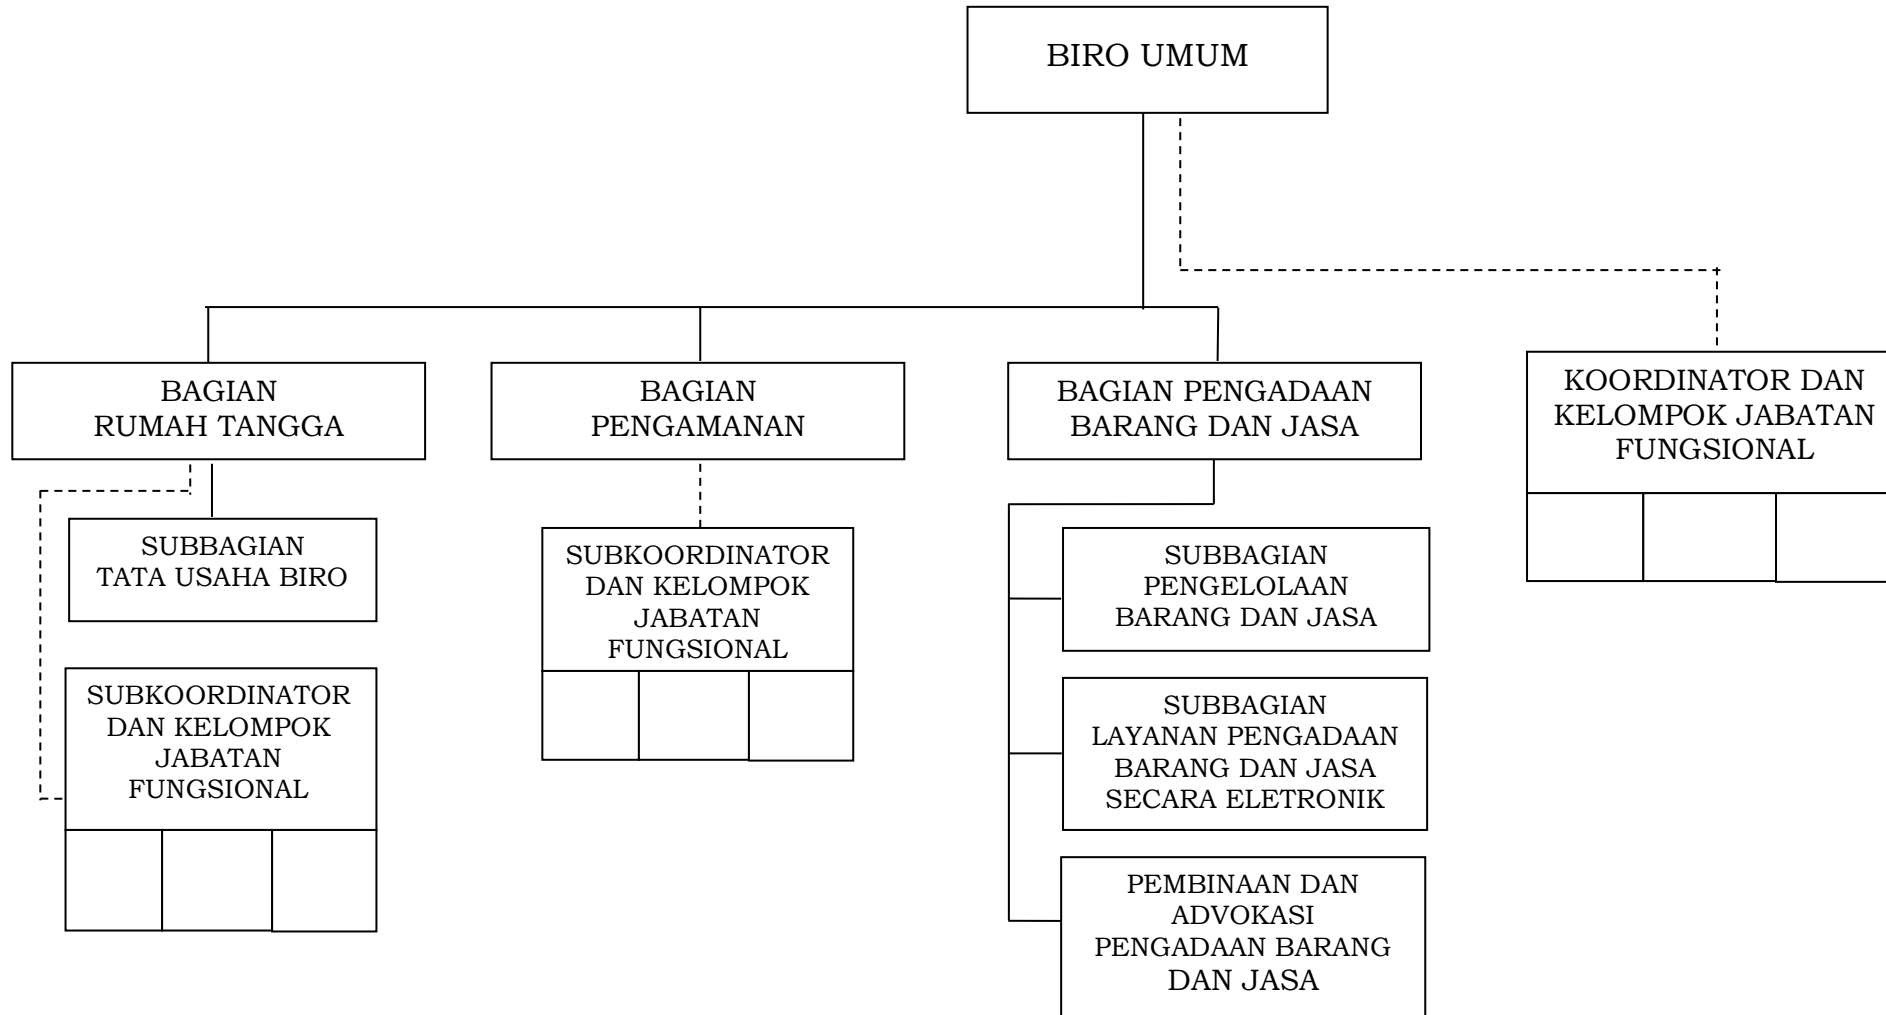 BIRO UMUM
BAGIAN
RUMAH TANGGA
BAGIAN
PENGAMANAN
BAGIAN PENGADAAN
BARANG DAN JASA
KOORDINATOR DAN
KELOMPOK JABATAN
FUNGSIONAL
SUBBAGIAN
TATA USAHA BIRO
SUBKOORDINATOR
DAN KELOMPOK
JABATAN
FUNGSIONAL
SUBKOORDINATOR
DAN KELOMPOK
JABATAN
FUNGSIONAL
SUBBAGIAN
PENGELOLAAN
BARANG DAN JASA
SUBBAGIAN
LAYANAN PENGADAAN
BARANG DAN JASA
SECARA ELETRONIK
PEMBINAAN DAN
ADVOKASI
PENGADAAN BARANG
DAN JASA